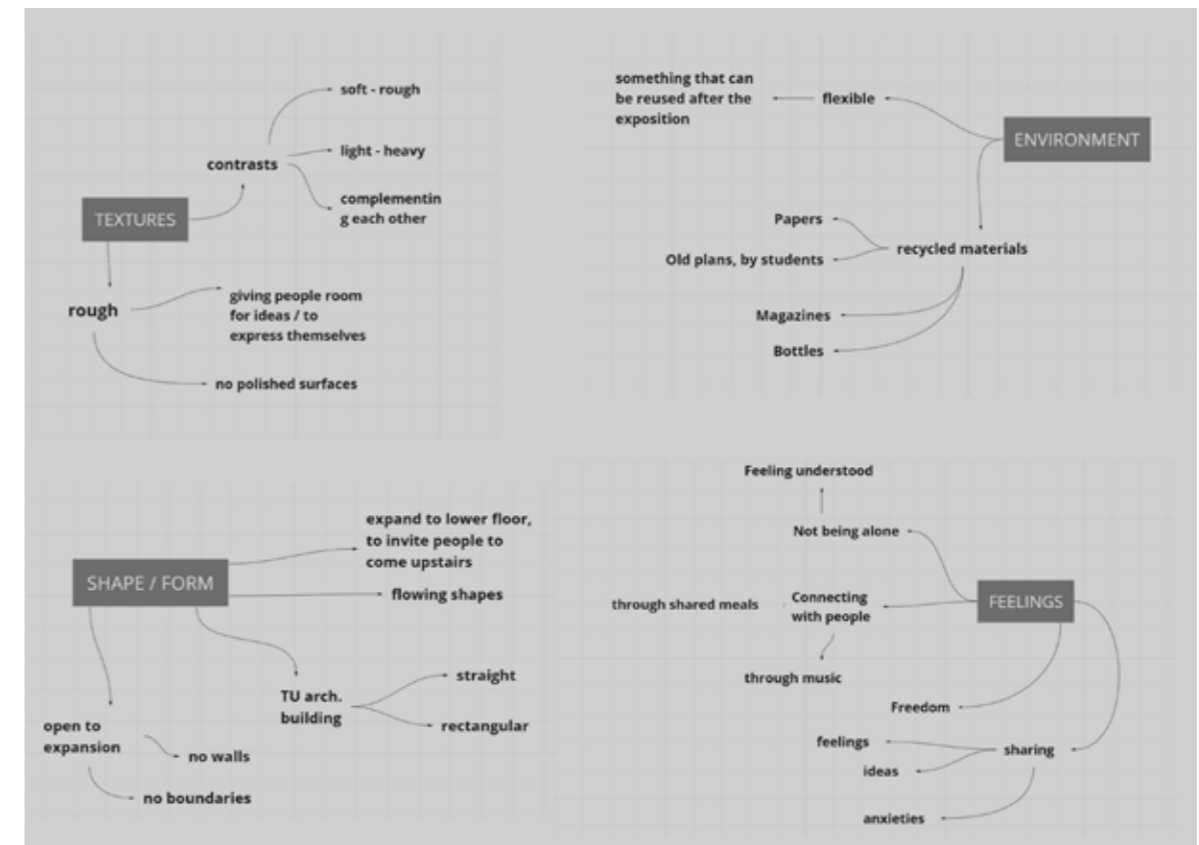 TEXTURES
contrasts
soft - rough
light - heavy
complementin
g each other
rough
giving people room
for ideas / to
express themselves
no polished surfaces
ENVIRONMENT
flexible
something that can
be reused after the
exposition
recycled materials
Papers
Old plans, by students
Magazines
Bottles
SHAPE / FORM
expand to lower floor,
to invite people to
come upstairs
flowing shapes
TU arch.
building
straight
rectangular
open to
expansion
no walls
no boundaries
FEELINGS
Not being alone
Feeling understood
Connecting
with people
through shared meals
through music
Freedom
sharing
feelings
ideas
anxieties